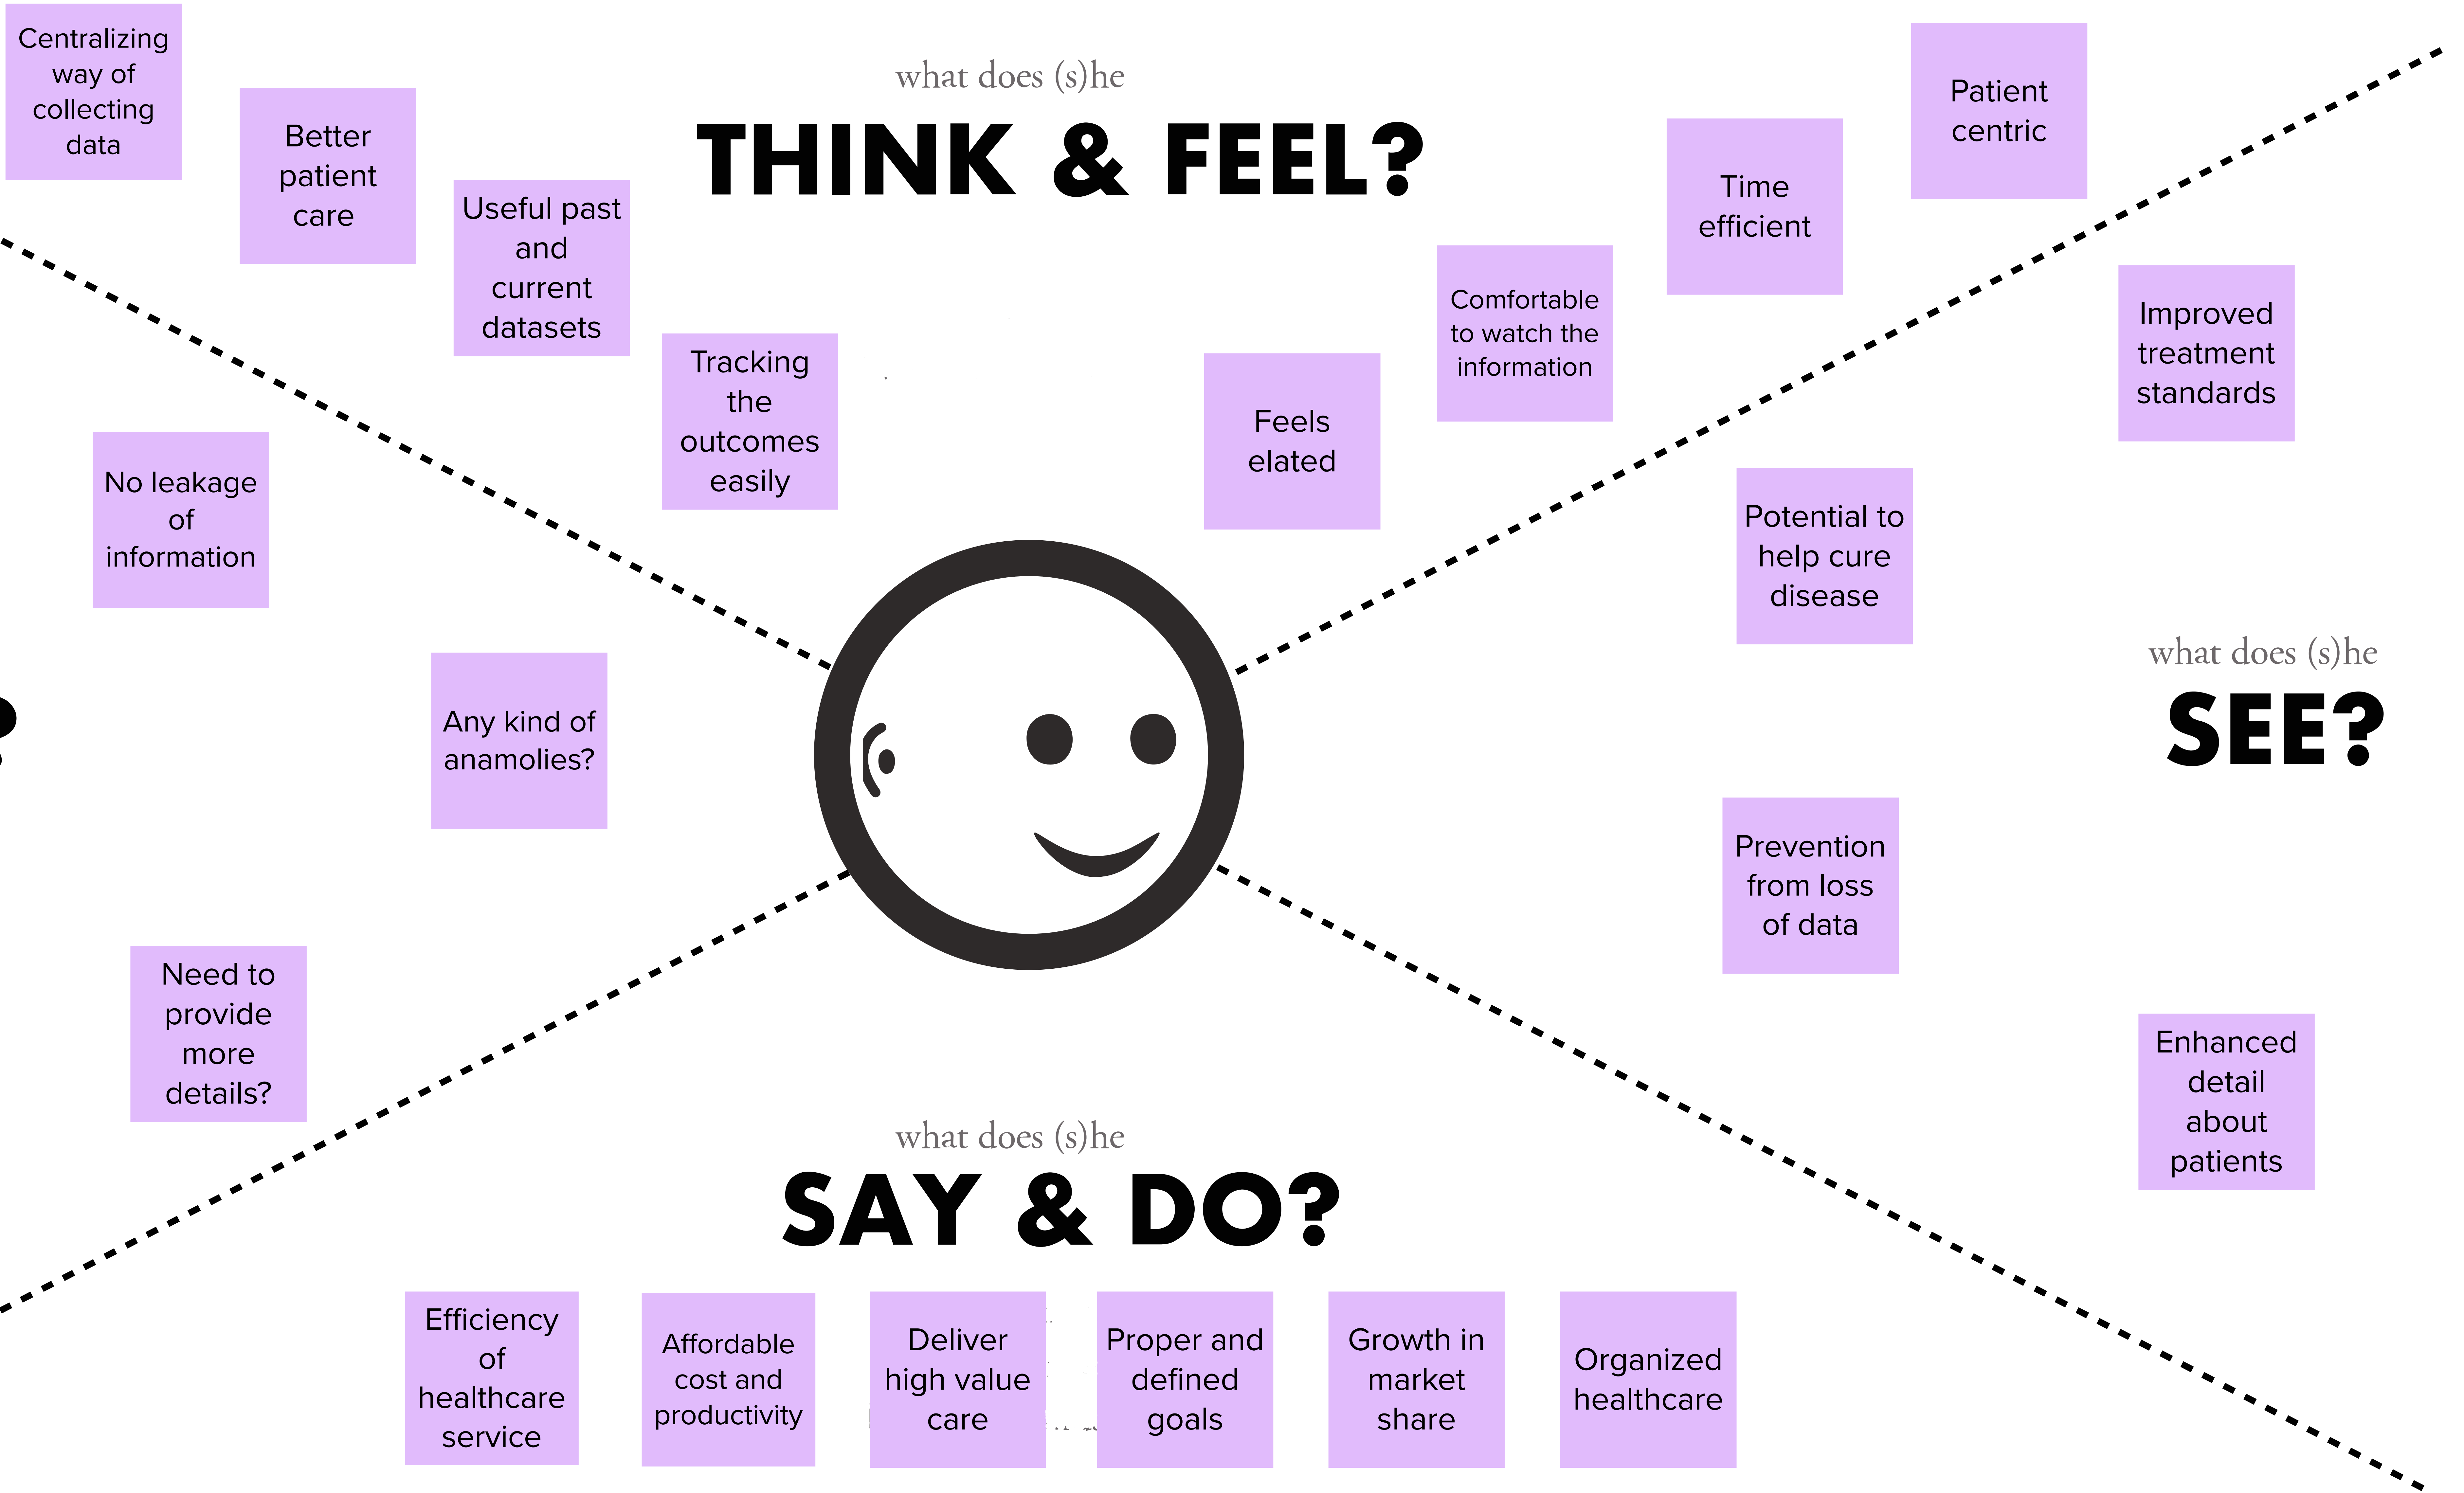 Centralizing
way of
collecting
data
Better
patient
care
Useful past
and
current
datasets
Tracking
the
outcomes
easily
what does (s)he
THINK & FEEL?
Feels
elated
Comfortable
to watch the
information
Time
efficient
Patient
centric
No leakage
of
information
Any kind of
anamolies?
Need to
provide
more
details?
?
Improved
treatment
standards
Potential to
help cure
disease
what does (s)he
SEE?
Prevention
from loss
of data
Enhanced
detail
about
patients
what does (s)he
SAY & DO?
Efficiency
of
healthcare
service
Affordable
cost and
productivity
Deliver
high value
care
Proper and
defined
goals
Growth in
market
share
Organized
healthcare